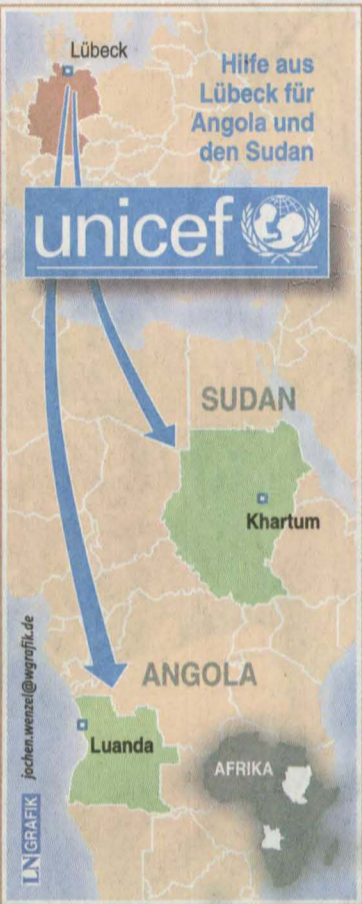 Lübeck
Hilfe aus
Lübeck für
Angola und
den Sudan
unicef
SUDAN
Khartum
ANGOLA
Luanda
AFRIKA
jochen.wenzel@wgrafik.de
LN GRAFIK